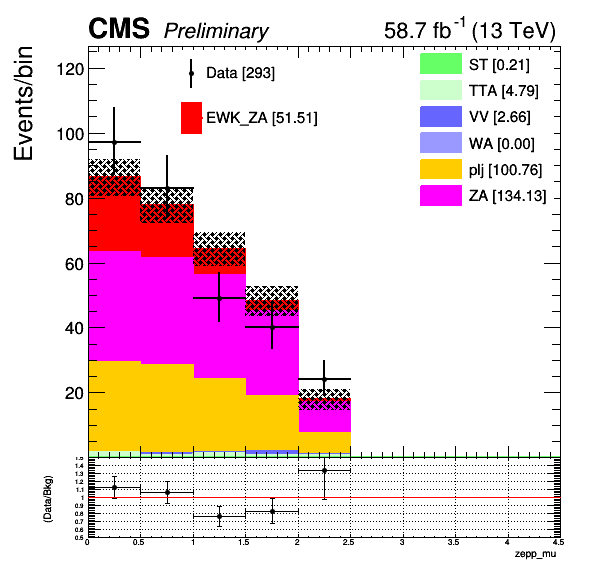 CMS Preliminary 58.7 fb⁻¹ (13 TeV)
Events/bin
120
100
80
60
40
20
Data [293]
EWK_ZA [51.51]
ST [0.21]
TTA [4.79]
VV [2.66]
WA [0.00]
plj [100.76]
ZA [134.13]
(Data/Bkg)
1.5
1.4
1.3
1.2
1.1
1
0.9
0.8
0.7
0.6
0.5
0 0.5 1 1.5 2 2.5 3 3.5 4 4.5
zepp_mu